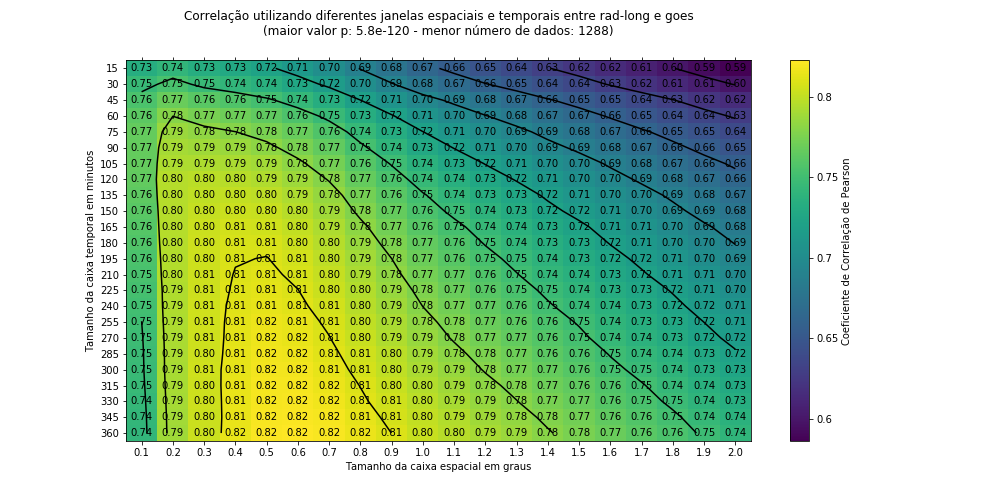 Correlação utilizando diferentes janelas espaciais e temporais entre rad-long e goes
(maior valor p: 5.8e-120 - menor número de dados: 1288)
15 0.73 0.74 0.73 0.73 0.72 0.71 0.70 0.69 0.68 0.67 0.66 0.65 0.64 0.63 0.62 0.62 0.61 0.60 0.59 0.59
30 0.75 0.75 0.75 0.74 0.74 0.73 0.72 0.70 0.69 0.68 0.67 0.66 0.65 0.64 0.64 0.63 0.62 0.61 0.61 0.60
45 0.76 0.77 0.76 0.76 0.75 0.74 0.73 0.72 0.71 0.70 0.69 0.68 0.67 0.66 0.65 0.65 0.64 0.63 0.62 0.62
60 0.76 0.78 0.77 0.77 0.77 0.76 0.75 0.73 0.72 0.71 0.70 0.69 0.68 0.67 0.67 0.66 0.65 0.64 0.64 0.63
75 0.77 0.79 0.78 0.78 0.78 0.77 0.76 0.74 0.73 0.72 0.71 0.70 0.69 0.69 0.68 0.67 0.66 0.65 0.65 0.64
90 0.77 0.79 0.79 0.79 0.78 0.78 0.77 0.75 0.74 0.73 0.72 0.71 0.70 0.69 0.69 0.68 0.67 0.66 0.65 0.65
105 0.77 0.79 0.79 0.79 0.79 0.78 0.77 0.76 0.75 0.74 0.73 0.72 0.71 0.70 0.70 0.69 0.68 0.67 0.66 0.66
120 0.77 0.80 0.80 0.80 0.79 0.79 0.78 0.77 0.76 0.74 0.74 0.73 0.72 0.71 0.70 0.70 0.69 0.68 0.67 0.66
135 0.76 0.80 0.80 0.80 0.80 0.79 0.78 0.77 0.76 0.75 0.74 0.73 0.73 0.72 0.71 0.70 0.69 0.69 0.68 0.67
150 0.76 0.80 0.80 0.80 0.80 0.80 0.79 0.78 0.77 0.76 0.75 0.74 0.73 0.72 0.72 0.71 0.70 0.69 0.69 0.68
165 0.76 0.80 0.80 0.81 0.81 0.80 0.79 0.78 0.77 0.76 0.75 0.74 0.74 0.73 0.72 0.71 0.71 0.70 0.69 0.68
180 0.76 0.80 0.80 0.81 0.81 0.80 0.80 0.79 0.78 0.77 0.76 0.75 0.74 0.73 0.73 0.72 0.71 0.70 0.70 0.69
195 0.76 0.80 0.80 0.81 0.81 0.81 0.80 0.79 0.78 0.77 0.76 0.75 0.75 0.74 0.73 0.72 0.72 0.71 0.70 0.69
210 0.75 0.80 0.81 0.81 0.81 0.81 0.80 0.79 0.78 0.77 0.77 0.76 0.75 0.74 0.74 0.73 0.72 0.71 0.71 0.70
225 0.75 0.79 0.81 0.81 0.81 0.81 0.80 0.80 0.79 0.78 0.77 0.76 0.75 0.75 0.74 0.73 0.73 0.72 0.71 0.70
240 0.75 0.79 0.81 0.81 0.82 0.81 0.81 0.80 0.79 0.78 0.77 0.77 0.76 0.75 0.74 0.74 0.73 0.72 0.72 0.71
255 0.75 0.79 0.81 0.81 0.82 0.81 0.81 0.80 0.79 0.78 0.78 0.77 0.76 0.76 0.75 0.74 0.73 0.73 0.72 0.71
270 0.75 0.79 0.81 0.81 0.82 0.82 0.81 0.80 0.79 0.79 0.78 0.77 0.77 0.76 0.75 0.74 0.74 0.73 0.72 0.72
285 0.75 0.79 0.80 0.81 0.82 0.82 0.81 0.81 0.80 0.79 0.78 0.78 0.77 0.76 0.76 0.75 0.74 0.74 0.73 0.72
300 0.75 0.79 0.80 0.81 0.82 0.82 0.82 0.81 0.80 0.79 0.79 0.78 0.77 0.77 0.76 0.75 0.75 0.74 0.73 0.73
315 0.75 0.79 0.80 0.81 0.82 0.82 0.82 0.81 0.80 0.80 0.79 0.78 0.78 0.77 0.76 0.76 0.75 0.74 0.74 0.73
330 0.74 0.79 0.80 0.81 0.82 0.82 0.82 0.81 0.81 0.80 0.79 0.79 0.78 0.77 0.77 0.76 0.75 0.75 0.74 0.73
345 0.74 0.79 0.80 0.81 0.82 0.82 0.82 0.82 0.81 0.80 0.79 0.79 0.78 0.78 0.77 0.76 0.76 0.75 0.74 0.74
360 0.74 0.79 0.80 0.82 0.82 0.82 0.82 0.82 0.81 0.80 0.80 0.79 0.79 0.78 0.78 0.77 0.76 0.76 0.75 0.74
0.1 0.2 0.3 0.4 0.5 0.6 0.7 0.8 0.9 1.0 1.1 1.2 1.3 1.4 1.5 1.6 1.7 1.8 1.9 2.0
Tamanho da caixa espacial em graus
Tamanho da caixa temporal em minutos
0.8
0.75
0.7
0.65
0.6
Coeficiente de Correlação de Pearson